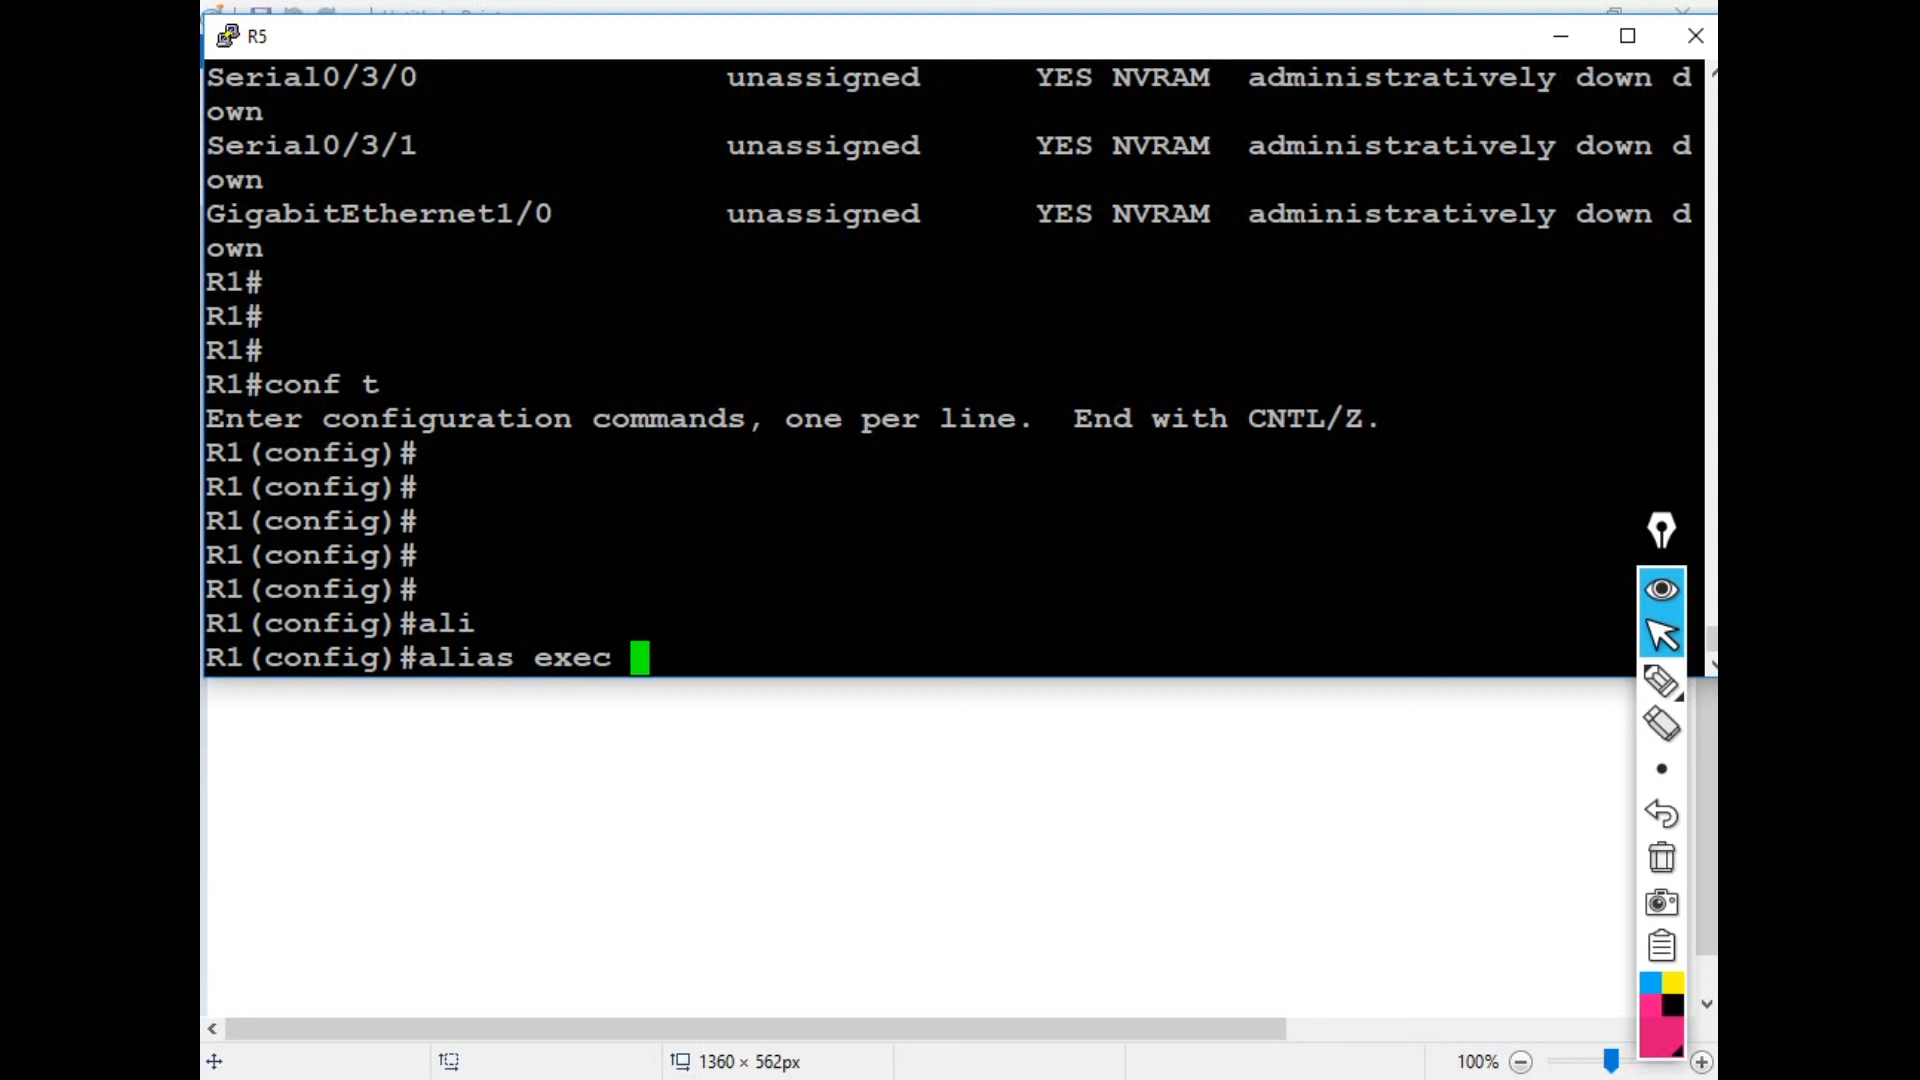 R5
Serial0/3/0 unassigned YES NVRAM administratively down d
own
Serial0/3/1 unassigned YES NVRAM administratively down d
own
GigabitEthernet1/0 unassigned YES NVRAM administratively down d
own
R1#
R1#
R1#
R1#conf t
Enter configuration commands, one per line. End with CNTL/Z.
R1(config)#
R1(config)#
R1(config)#
R1(config)#
R1(config)#
R1(config)#ali
R1(config)#alias exec
1360 × 562px
100%